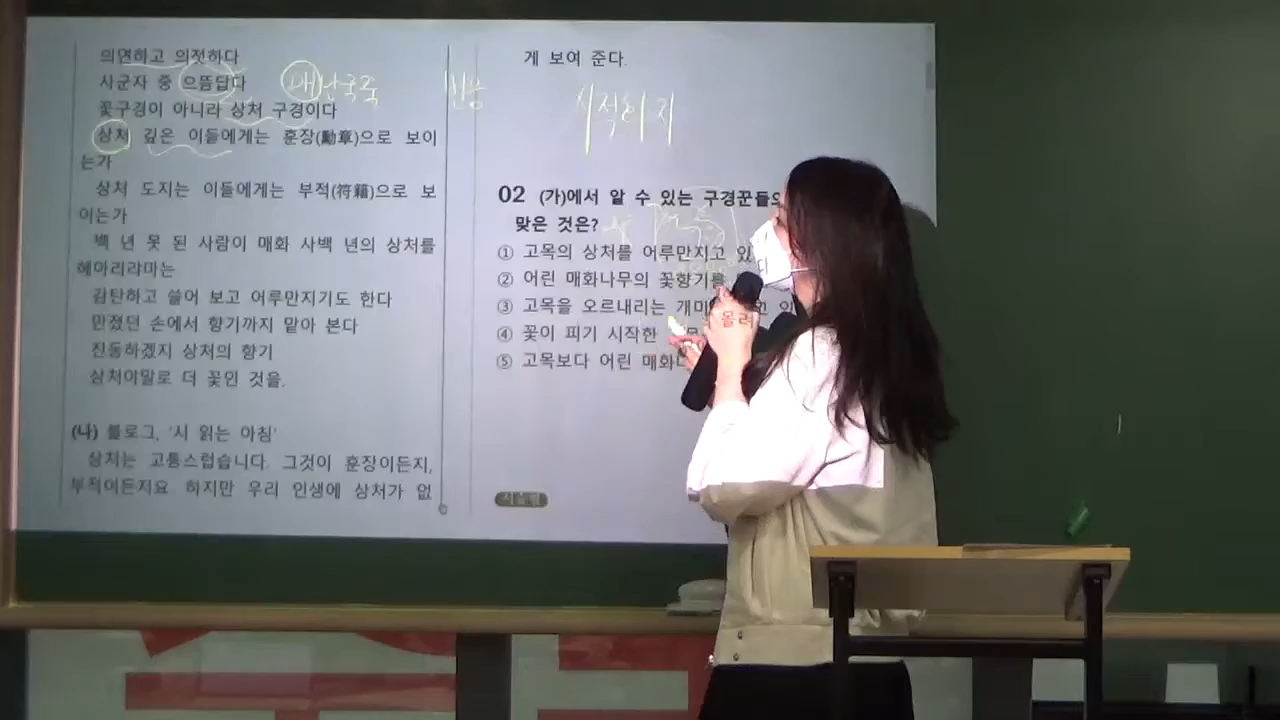 의연하고 의젓하다
사군자 중 으뜸답다
매난국죽
꽃구경이 아니라 상처 구경이다
상처 깊은 이들에게는 훈장(勳章)으로 보이
는가
상처 도지는 이들에게는 부적(符籍)으로 보
이는가
백 년 못 된 사람이 매화 사백 년의 상처를
헤아리랴마는
감탄하고 쓸어 보고 어루만지기도 한다
만졌던 손에서 향기까지 맡아 본다
진동하겠지 상처의 향기
상처야말로 더 꽃인 것을.
(나) 블로그, '시 읽는 아침'
상처는 고통스럽습니다. 그것이 훈장이든지,
부적이든지요. 하지만 우리 인생에 상처가 없
게 보여 준다.
시적화자
02 (가)에서 알 수 있는 구경꾼들의
맞은 것은?
① 고목의 상처를 어루만지고 있
② 어린 매화나무의 꽃향기를
③ 고목을 오르내리는 개미
④ 꽃이 피기 시작한
⑤ 고목보다 어린 매화
서술형